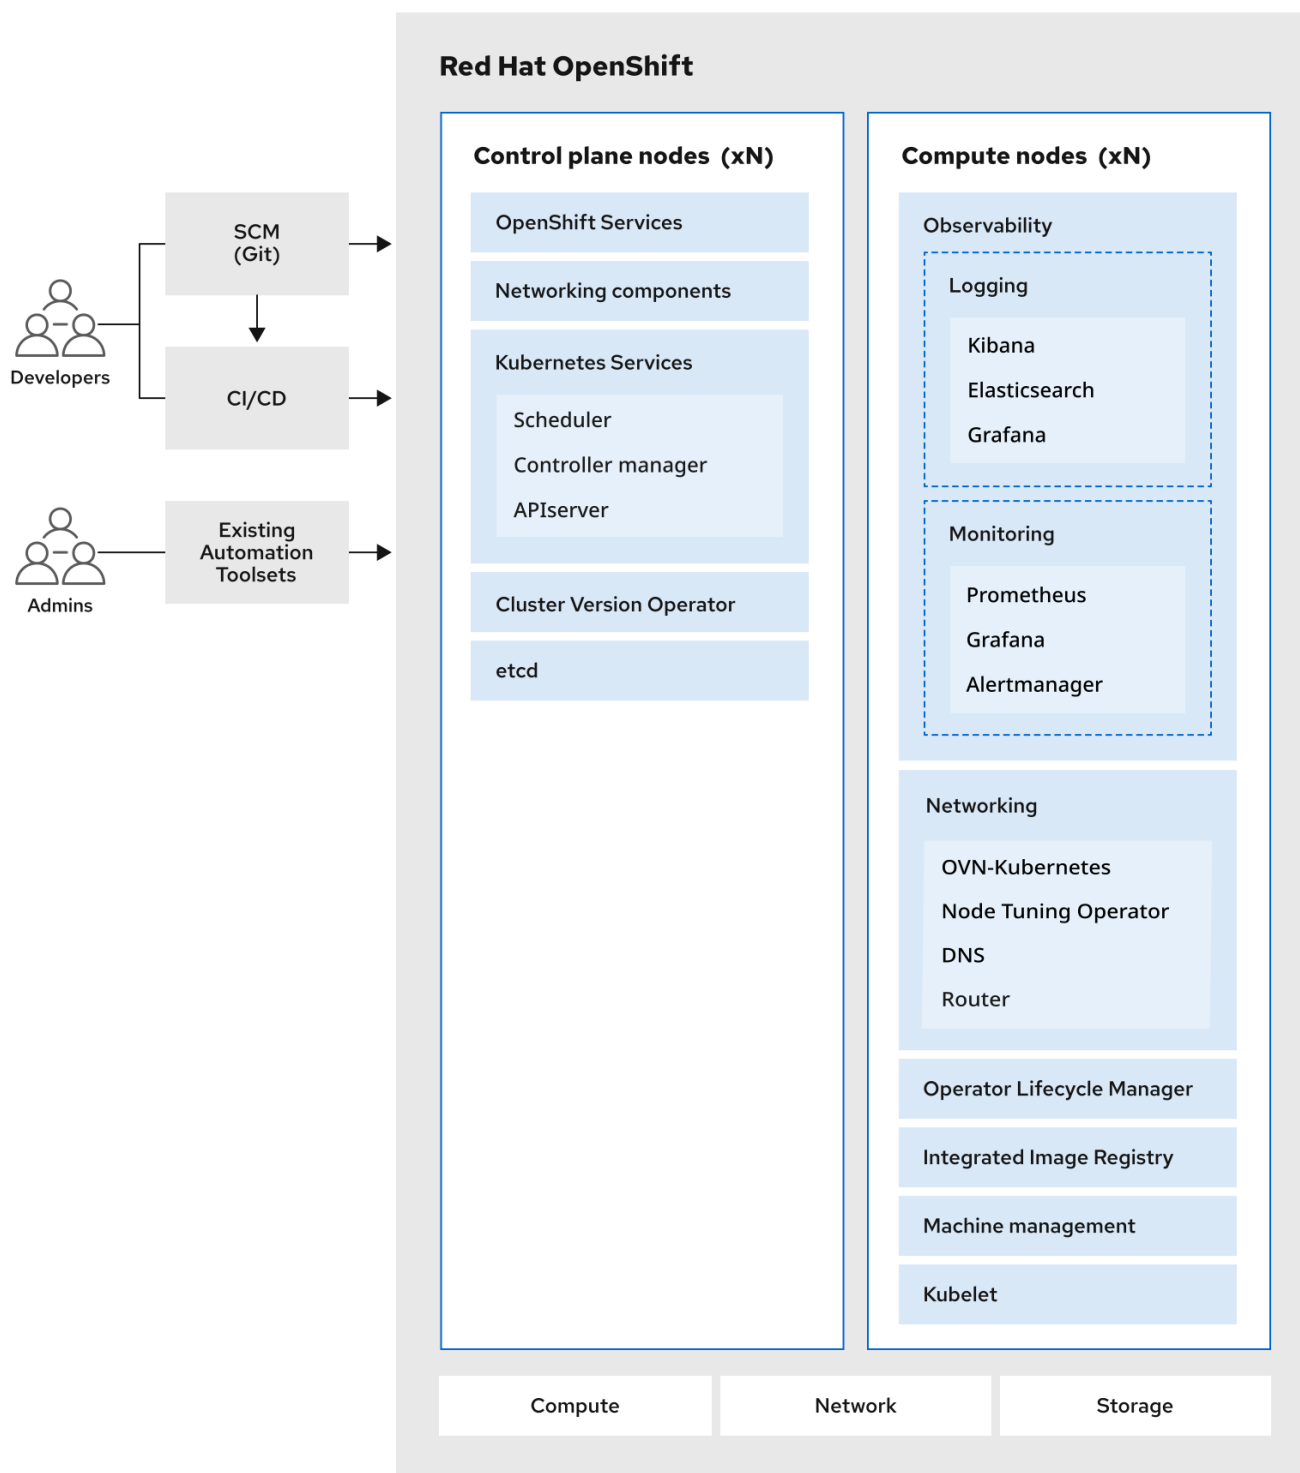 Red Hat OpenShift
Developers
SCM
(Git)
CI/CD
Admins
Existing
Automation
Toolsets
Control plane nodes (xN)
OpenShift Services
Networking components
Kubernetes Services
Scheduler
Controller manager
APIserver
Cluster Version Operator
etcd
Compute nodes (xN)
Observability
Logging
Kibana
Elasticsearch
Grafana
Monitoring
Prometheus
Grafana
Alertmanager
Networking
OVN-Kubernetes
Node Tuning Operator
DNS
Router
Operator Lifecycle Manager
Integrated Image Registry
Machine management
Kubelet
Compute
Network
Storage